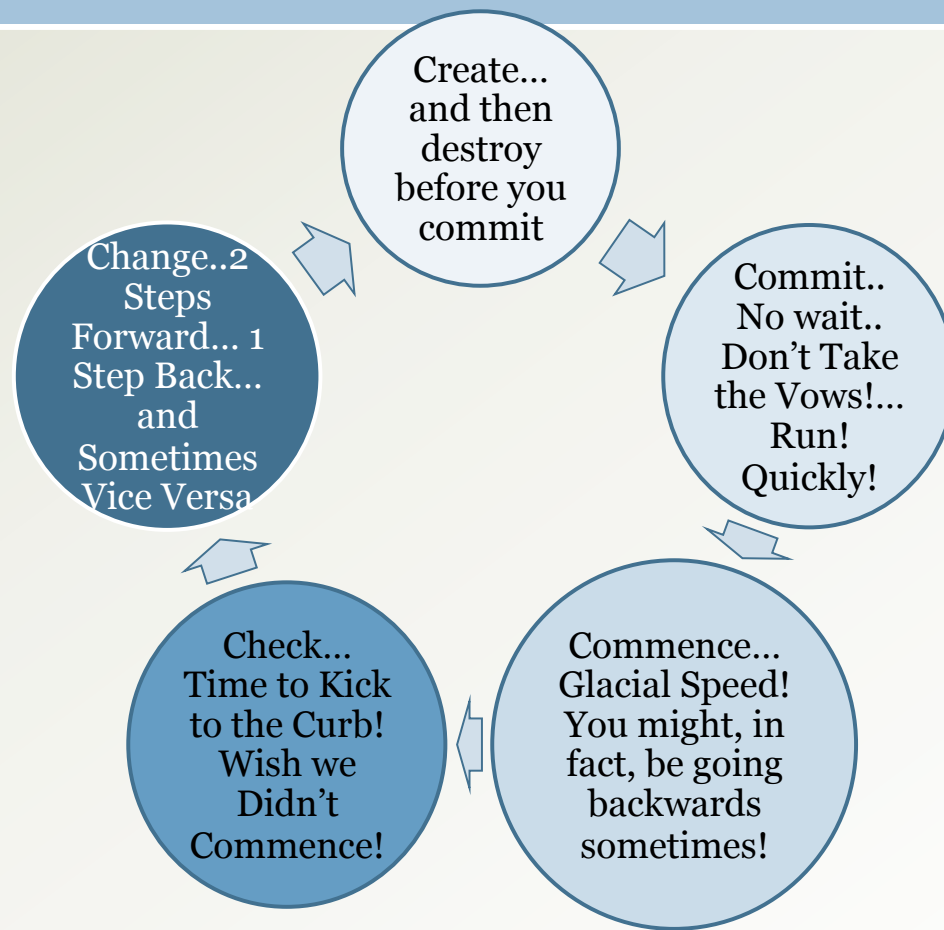 Create…
and then
destroy
before you
commit
Commit..
No wait..
Don’t Take
the Vows!...
Run!
Quickly!
Commence…
Glacial Speed!
You might, in
fact, be going
backwards
sometimes!
Check…
Time to Kick
to the Curb!
Wish we
Didn’t
Commence!
Change..2
Steps
Forward… 1
Step Back…
and
Sometimes
Vice Versa